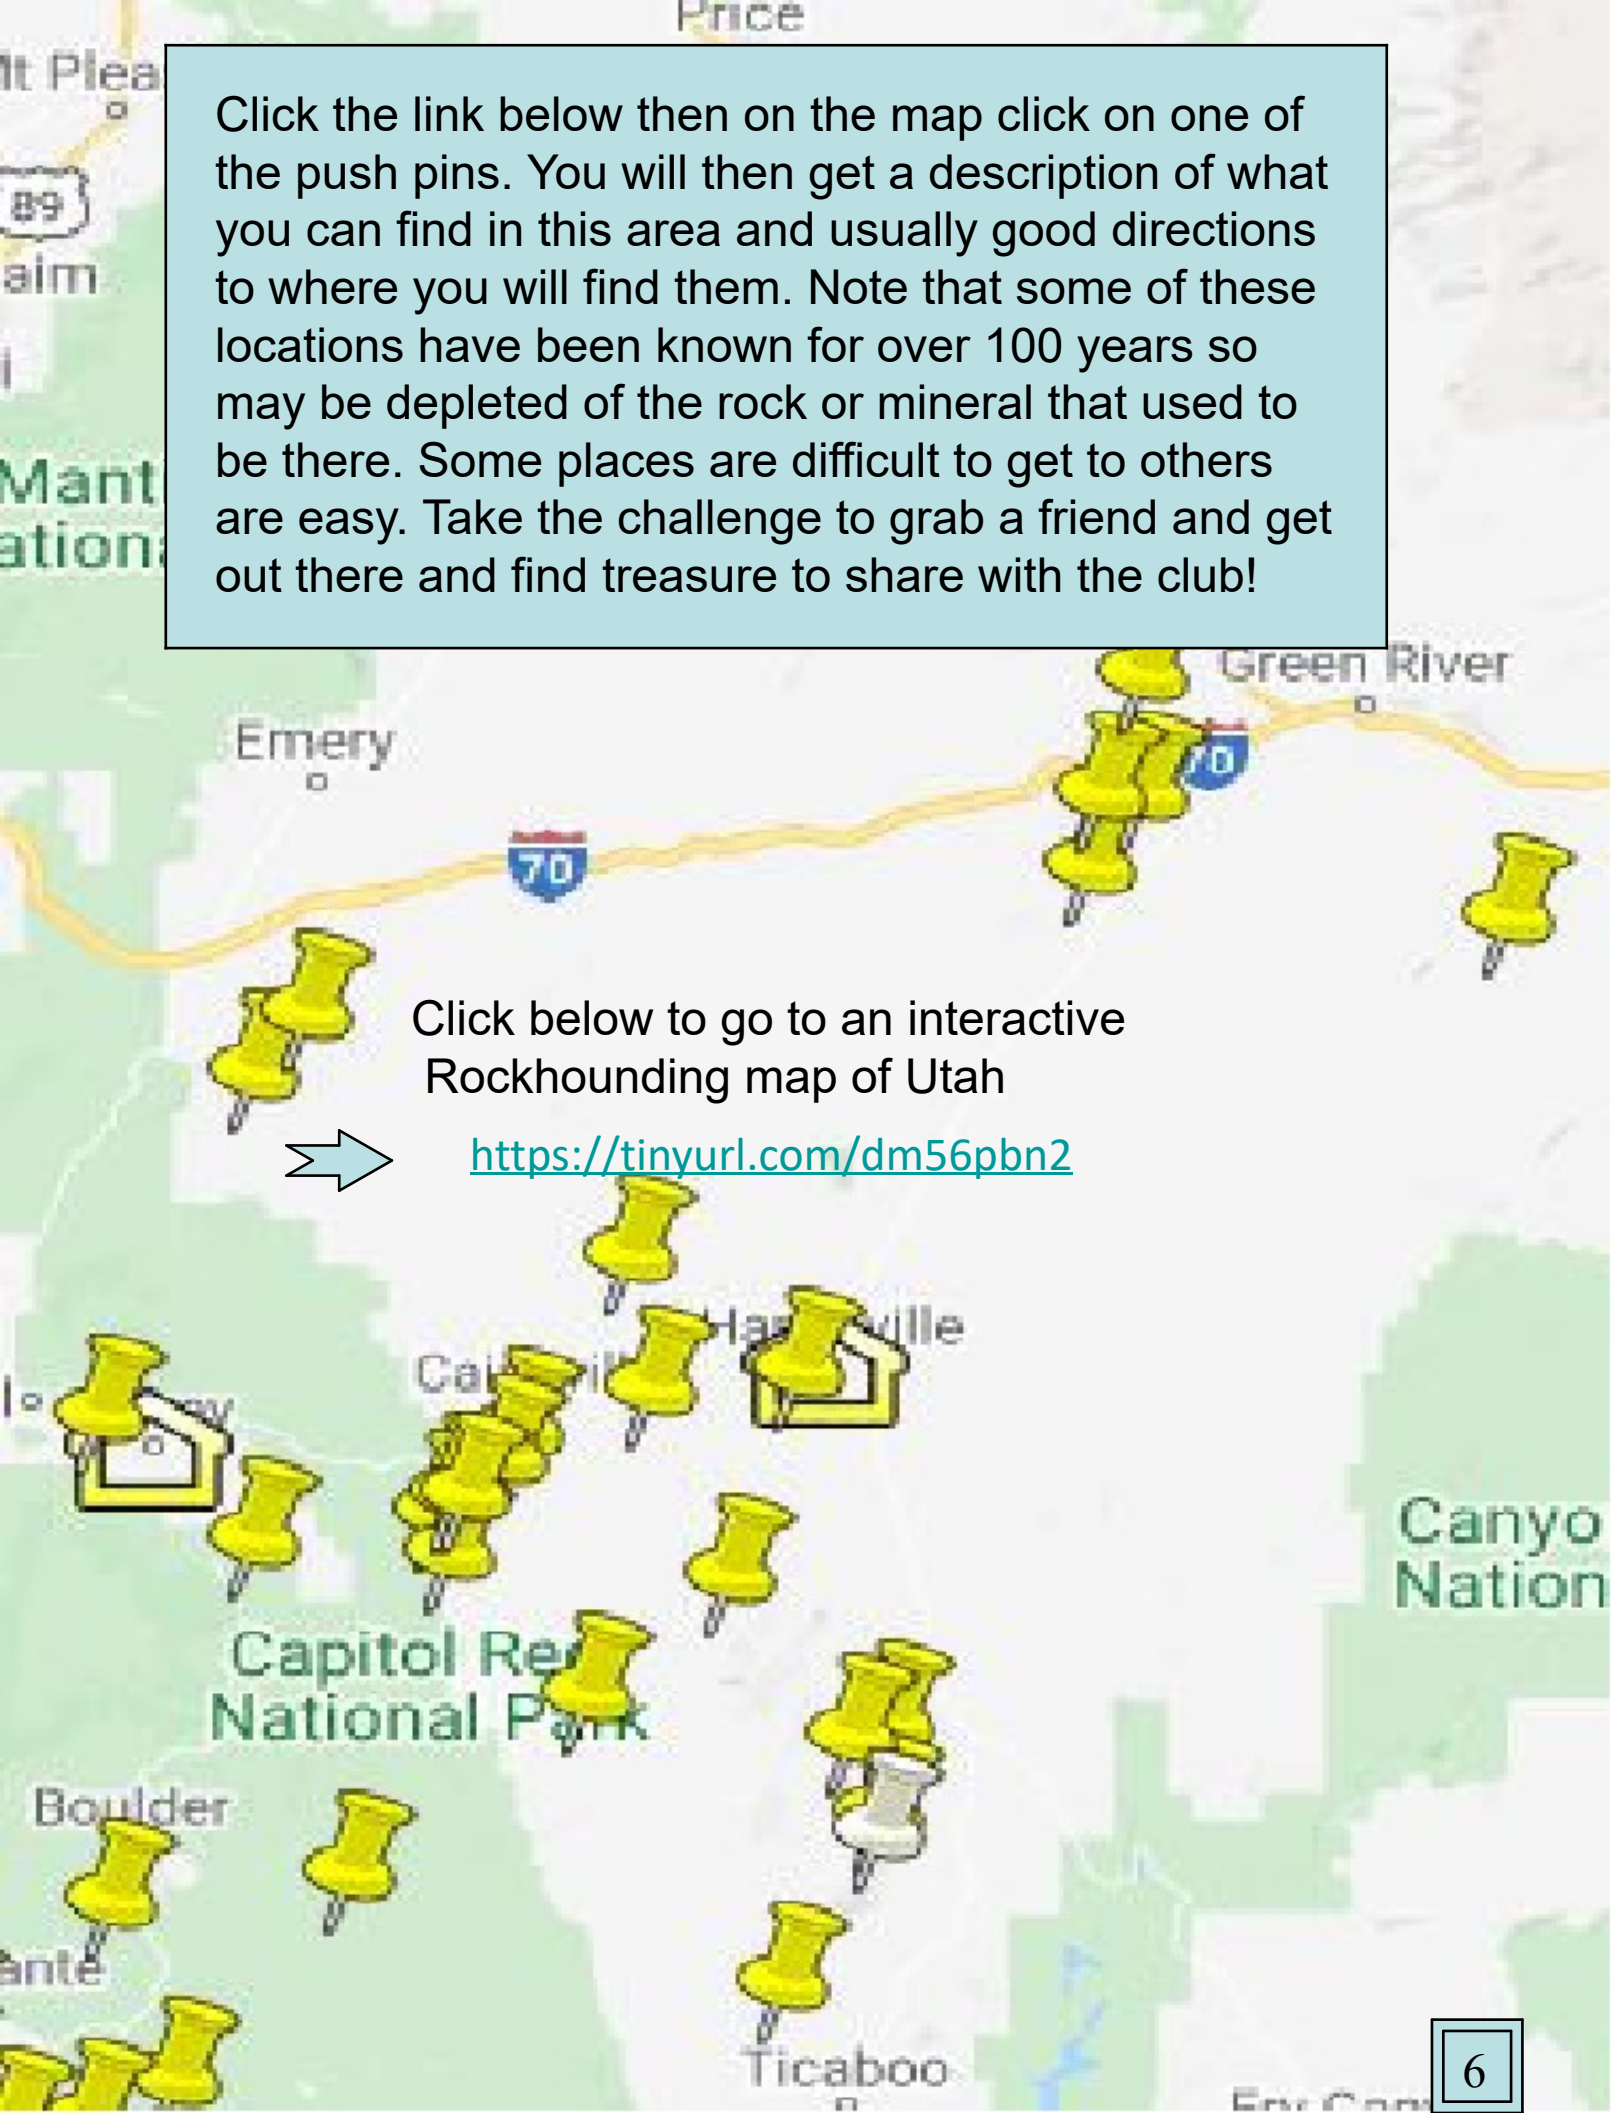 Price
Click the link below then on the map click on one of
the push pins. You will then get a description of what
you can find in this area and usually good directions
to where you will find them. Note that some of these
locations have been known for over 100 years so
may be depleted of the rock or mineral that used to
be there. Some places are difficult to get to others
are easy. Take the challenge to grab a friend and get
out there and find treasure to share with the club!
89
Green River
Emery
70
70
Click below to go to an interactive
Rockhounding map of Utah
https://tinyurl.com/dm56pbn2
Capitol
National
Boulder
Ticaboo
6